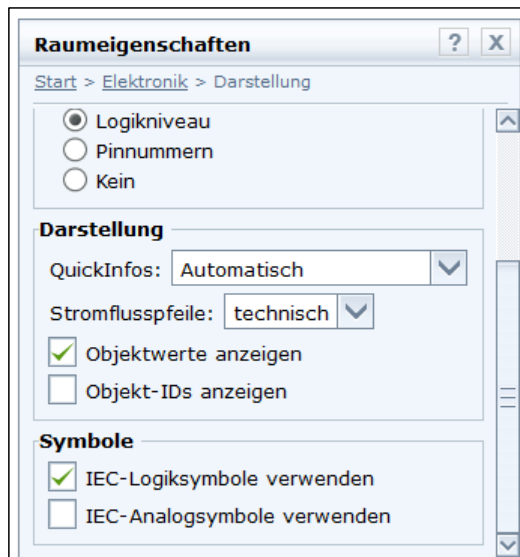 Raumeigenschaften
?
X
Start > Elektronik > Darstellung
Logikniveau
Pinnummern
Kein
Darstellung
QuickInfos: Automatisch
Stromflusspfeile: technisch
Objektwerte anzeigen
Objekt-IDs anzeigen
Symbole
IEC-Logiksymbole verwenden
IEC-Analogsymbole verwenden